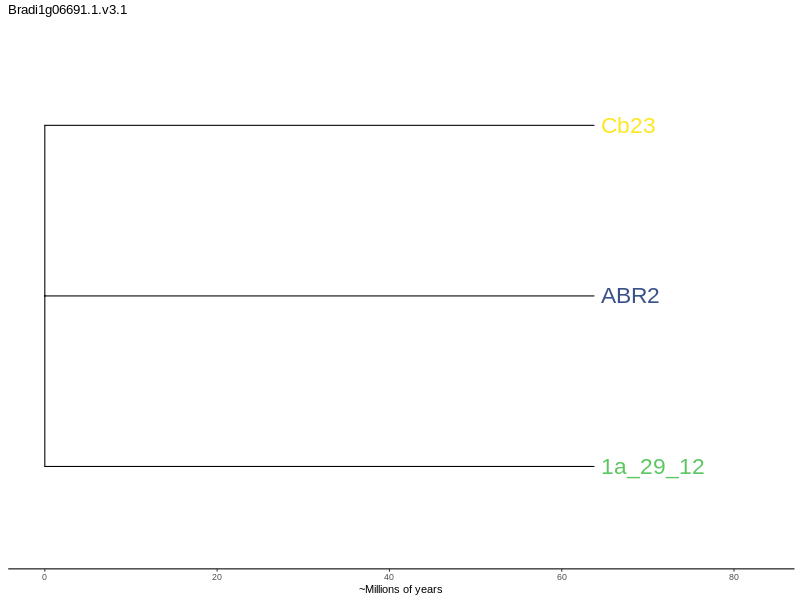 Bradi1g06691.1.v3.1
Cb23
ABR2
1a_29_12
0 20 40 60 80
~Millions of years